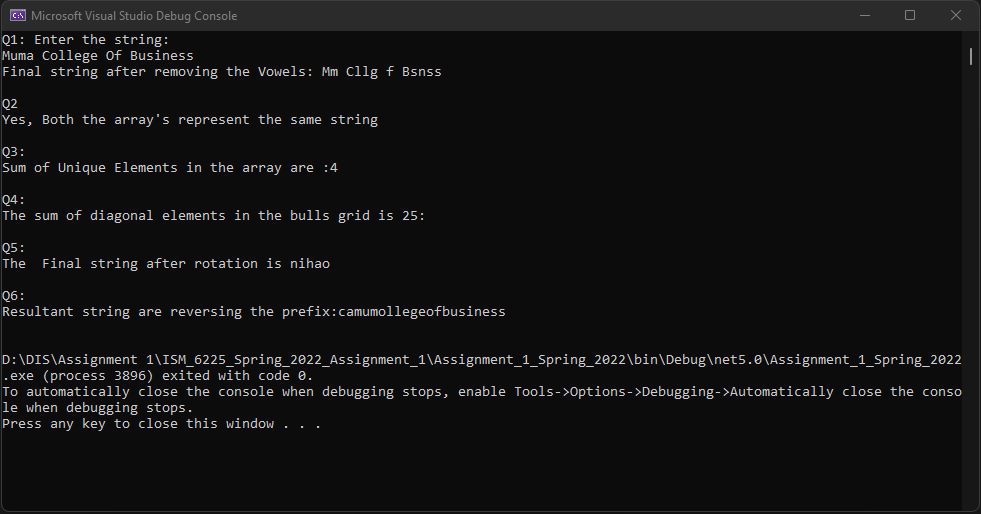 Microsoft Visual Studio Debug Console
Q1: Enter the string:
Muma College Of Business
Final string after removing the Vowels: Mm Cllg f Bsnss
Q2
Yes, Both the array's represent the same string
Q3:
Sum of Unique Elements in the array are :4
Q4:
The sum of diagonal elements in the bulls grid is 25:
Q5:
The  Final string after rotation is nihao
Q6:
Resultant string are reversing the prefix:camumollegeofbusiness
D:\DIS\Assignment 1\ISM_6225_Spring_2022_Assignment_1\Assignment_1_Spring_2022\bin\Debug\net5.0\Assignment_1_Spring_2022
.exe (process 3896) exited with code 0.
To automatically close the console when debugging stops, enable Tools->Options->Debugging->Automatically close the conso
le when debugging stops.
Press any key to close this window . . .